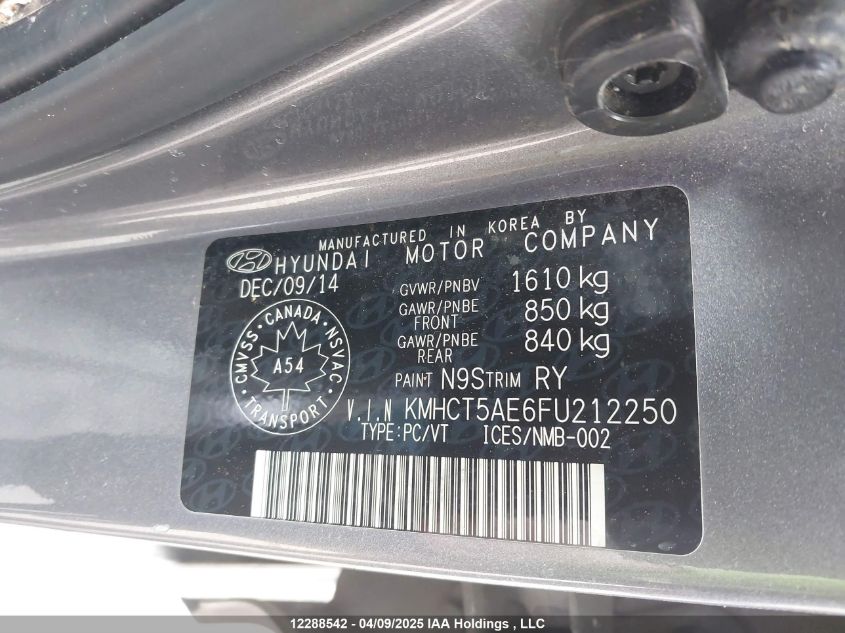 MANUFACTURED IN KOREA BY
HYUNDAI MOTOR COMPANY
DEC/09/14
GVWR/PNBV 1610 kg
GAWR/PNBE FRONT 850 kg
GAWR/PNBE REAR 840 kg
CMVSS • CANADA • NSVAC
A54
• TRANSPORT •
PAINT N9S TRIM RY
V.I.N KMHCT5AE6FU212250
TYPE:PC/VT ICES/NMB-002
12288542 - 04/09/2025 IAA Holdings , LLC